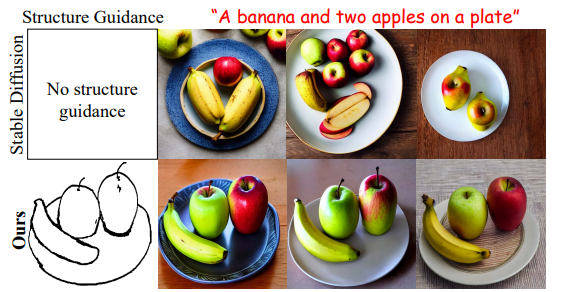 Structure Guidance
"A banana and two apples on a plate"
Stable Diffusion
No structure
guidance
Ours